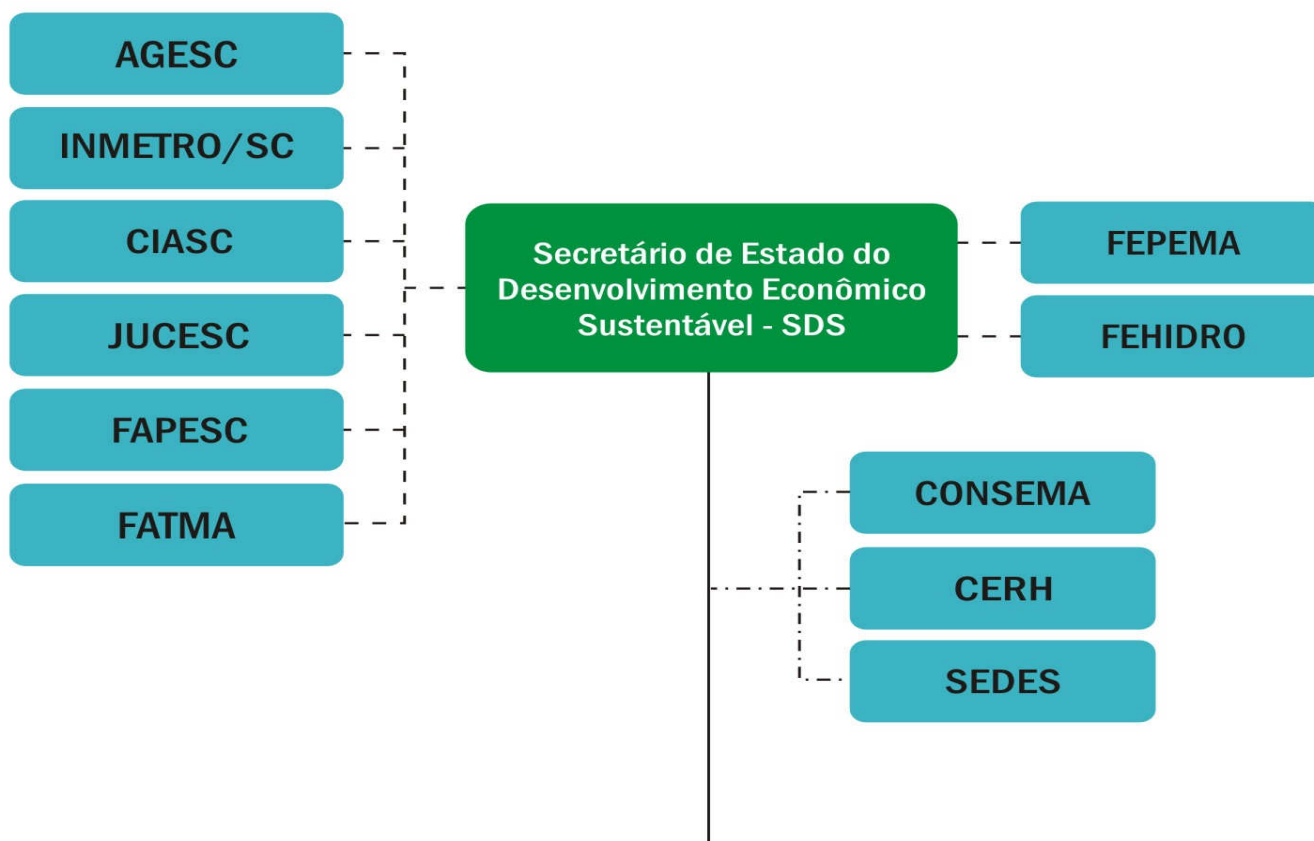 AGESC
INMETRO/SC
CIASC
JUCESC
FAPESC
FATMA
Secretário de Estado do
Desenvolvimento Econômico
Sustentável - SDS
FEPEMA
FEHIDRO
CONSEMA
CERH
SEDES